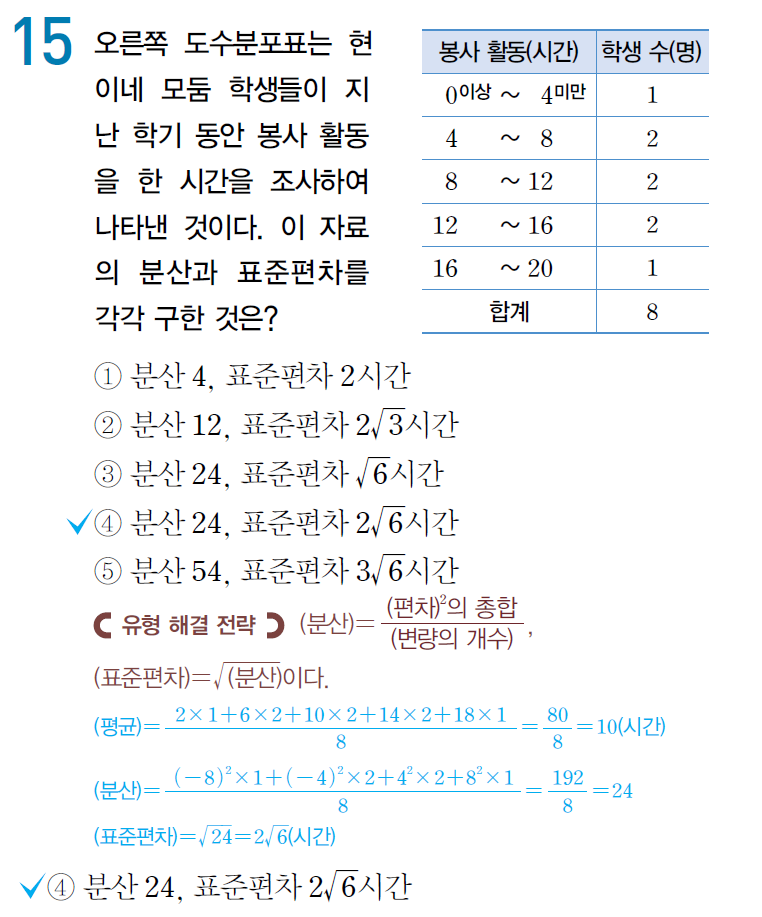 15
오른쪽 도수분포표는 현
이네 모둠 학생들이 지
난 학기 동안 봉사 활동
을 한 시간을 조사하여
나타낸 것이다. 이 자료
의 분산과 표준편차를
각각 구한 것은?
봉사 활동(시간) 학생 수(명)
0이상 ~ 4미만 1
4 ~ 8 2
8 ~ 12 2
12 ~ 16 2
16 ~ 20 1
합계 8
① 분산 4, 표준편차 2시간
② 분산 12, 표준편차 2√3시간
③ 분산 24, 표준편차 √6시간
✓④ 분산 24, 표준편차 2√6시간
⑤ 분산 54, 표준편차 3√6시간
유형 해결 전략 (분산)=(편차)²의 총합/(변량의 개수),
(표준편차)=√(분산)이다.
(평균)=2×1+6×2+10×2+14×2+18×1/8=80/8=10(시간)
(분산)=(-8)²×1+(-4)²×2+4²×2+8²×1/8=192/8=24
(표준편차)=√24=2√6(시간)
✓④ 분산 24, 표준편차 2√6시간